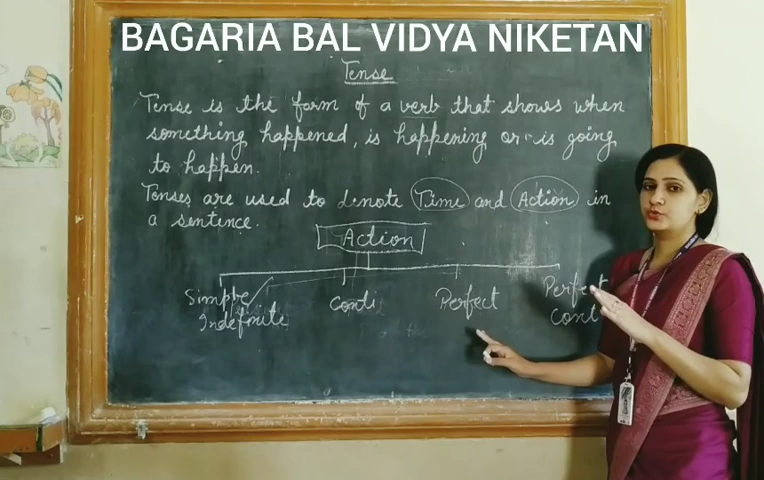 BAGARIA BAL VIDYA NIKETAN
Tense
Tense is the form of a verb that shows when
something happened, is happening or is going
to happen.
Tenses are used to denote Time and Action in
a sentence.
Action
Simple/ Conti Perfect Perfect
Indefinite Cont